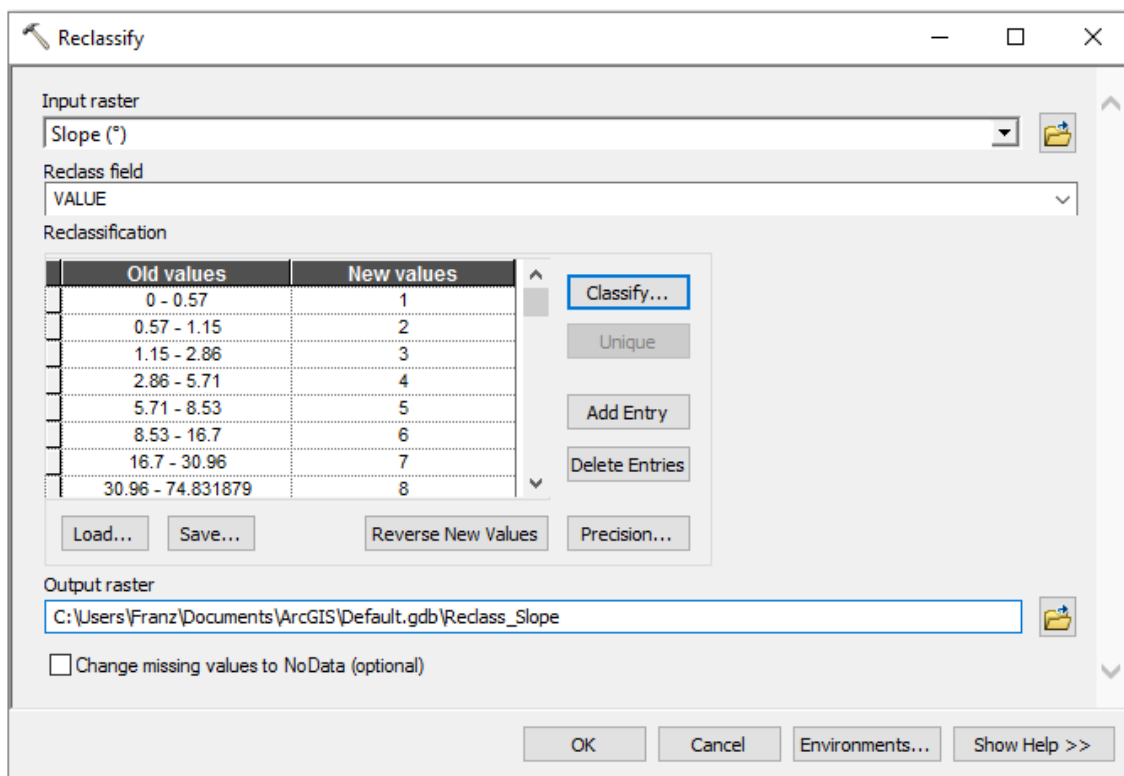 Reclassify
Input raster
Slope (°)
Reclass field
VALUE
Reclassification
Old values New values
0 - 0.57 1
0.57 - 1.15 2
1.15 - 2.86 3
2.86 - 5.71 4
5.71 - 8.53 5
8.53 - 16.7 6
16.7 - 30.96 7
30.96 - 74.831879 8
Classify...
Unique
Add Entry
Delete Entries
Load... Save... Reverse New Values Precision...
Output raster
C:\Users\Franz\Documents\ArcGIS\Default.gdb\Reclass_Slope
Change missing values to NoData (optional)
OK Cancel Environments... Show Help >>